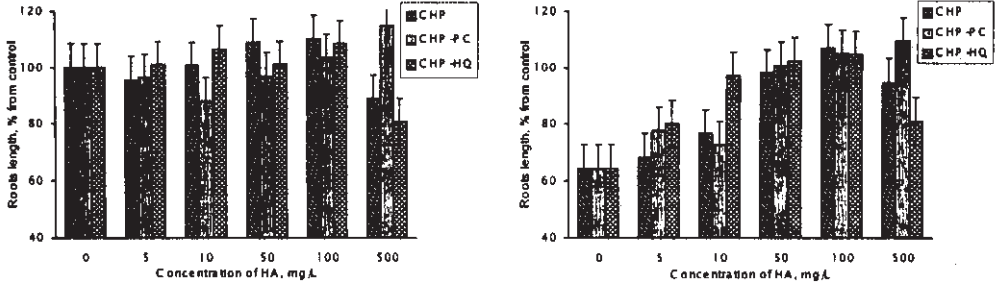 120
100
80
60
40
Roots length, % from control
0 5 10 50 100 500
Concentration of HA, mg/L
CHP
CHP -PC
CHP -HQ
120
100
80
60
40
Roots length, % from control
0 5 10 50 100 500
Concentration of HA, mg/L
CHP
CHP -PC
CHP -HQ